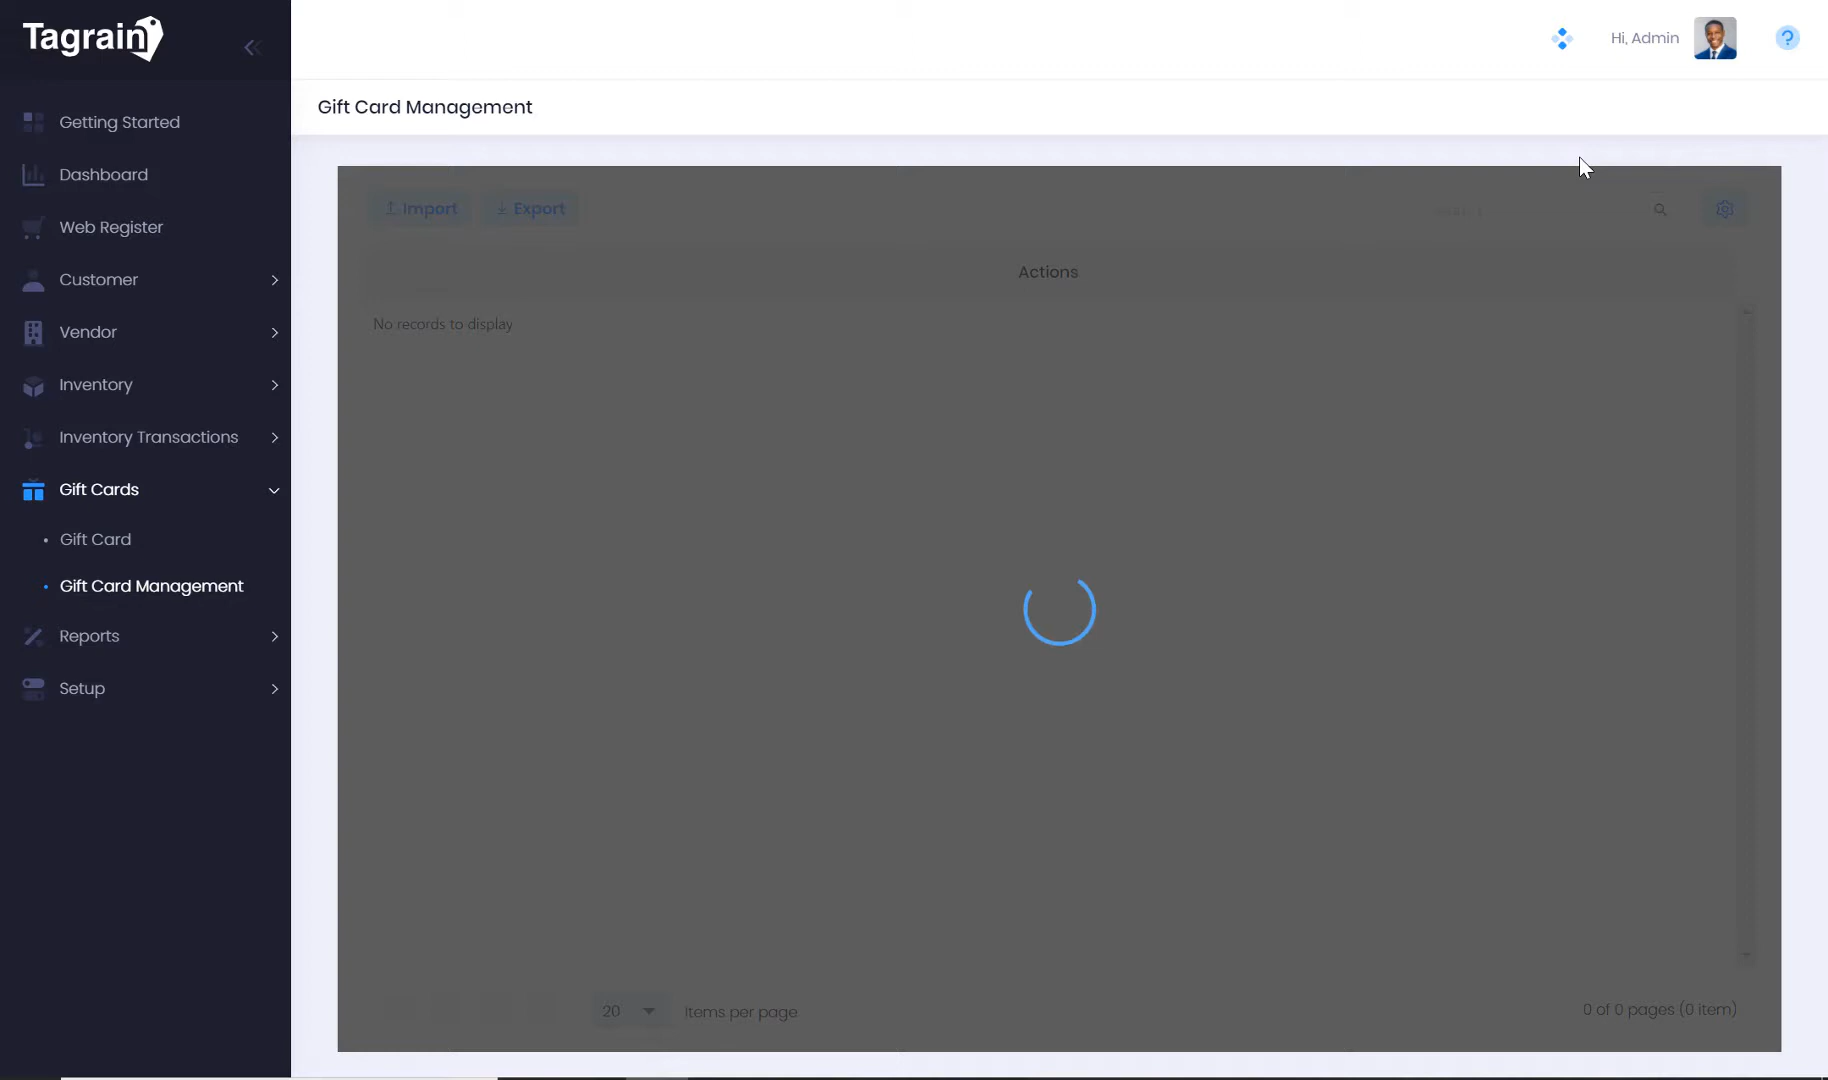 Tagrain
Hi, Admin
?
Gift Card Management
Getting Started
Dashboard
Web Register
Customer
Vendor
Inventory
Inventory Transactions
Gift Cards
Gift Card
Gift Card Management
Reports
Setup
Import
Export
Actions
No records to display
20
Items per page
0 of 0 pages (0 item)